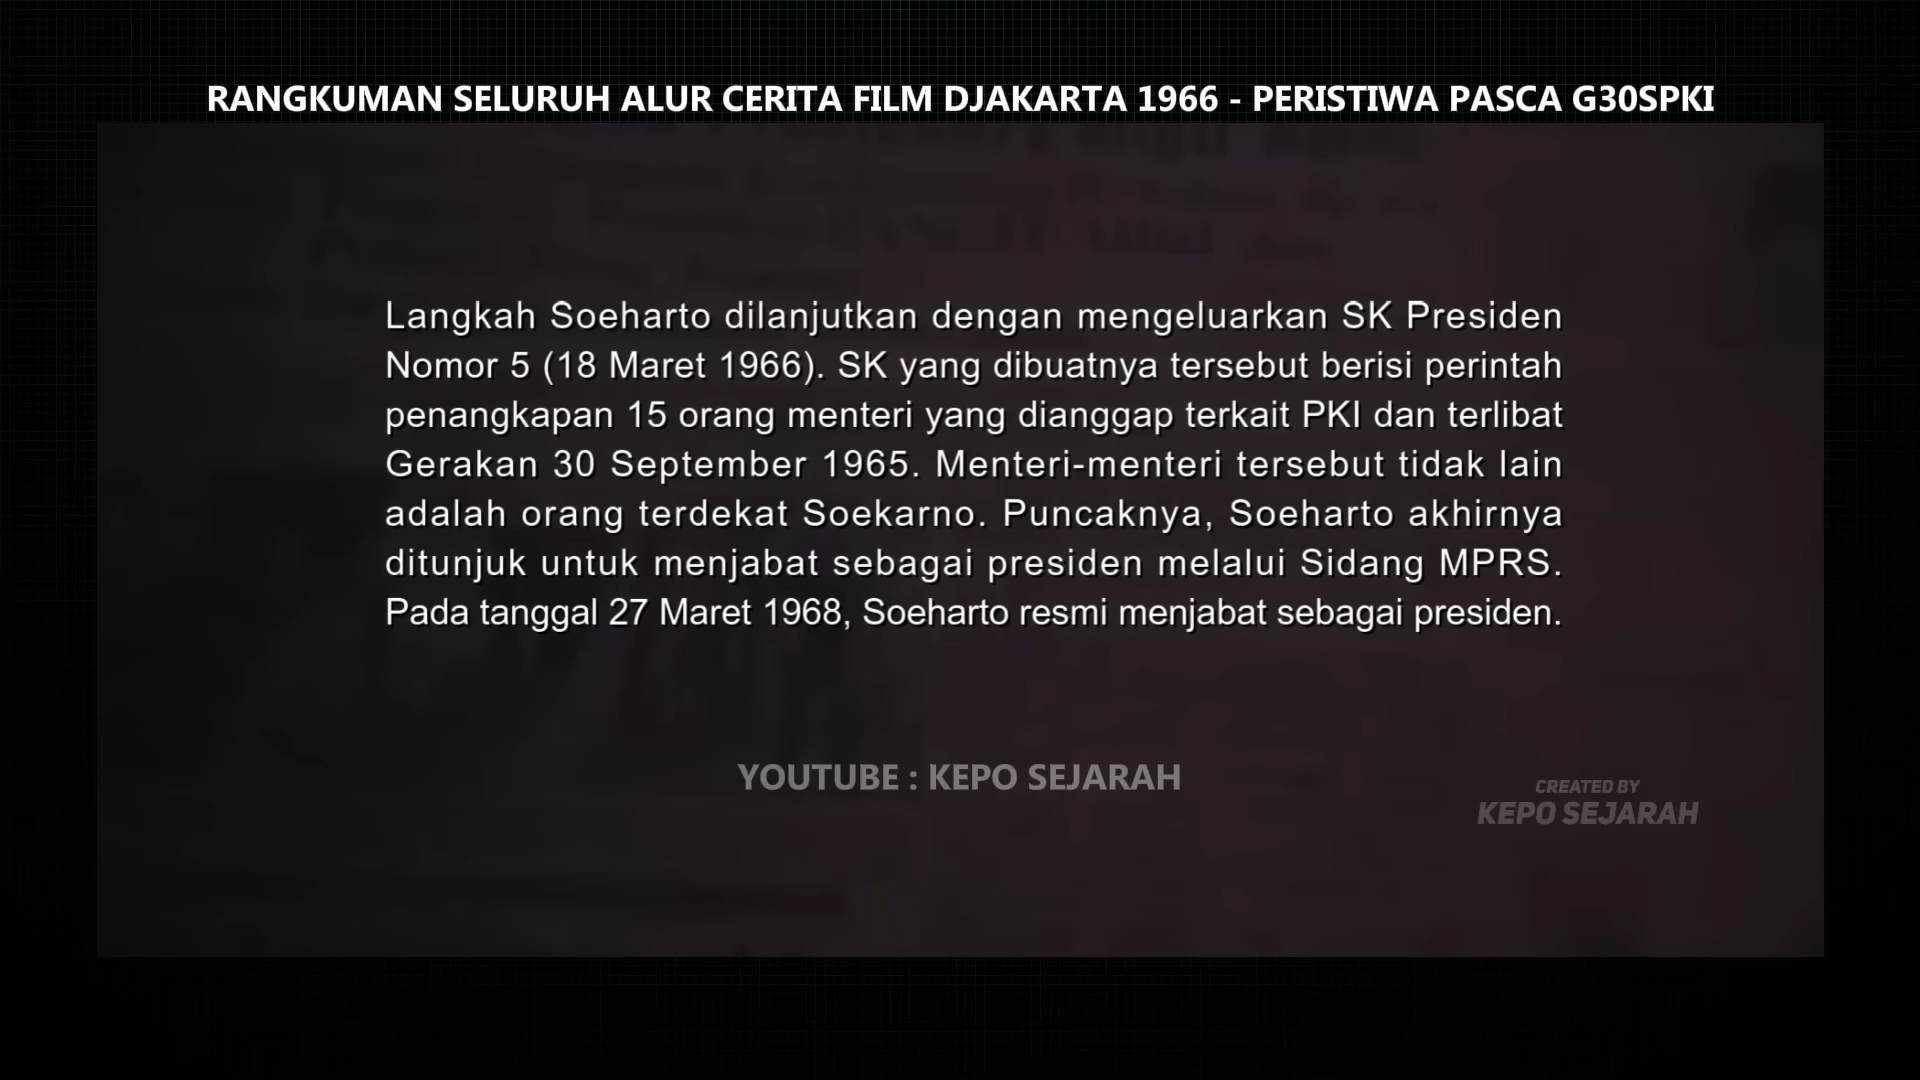 RANGKUMAN SELURUH ALUR CERITA FILM DJAKARTA 1966 - PERISTIWA PASCA G30SPKI
Langkah Soeharto dilanjutkan dengan mengeluarkan SK Presiden
Nomor 5 (18 Maret 1966). SK yang dibuatnya tersebut berisi perintah
penangkapan 15 orang menteri yang dianggap terkait PKI dan terlibat
Gerakan 30 September 1965. Menteri-menteri tersebut tidak lain
adalah orang terdekat Soekarno. Puncaknya, Soeharto akhirnya
ditunjuk untuk menjabat sebagai presiden melalui Sidang MPRS.
Pada tanggal 27 Maret 1968, Soeharto resmi menjabat sebagai presiden.
YOUTUBE : KEPO SEJARAH
CREATED BY
KEPO SEJARAH